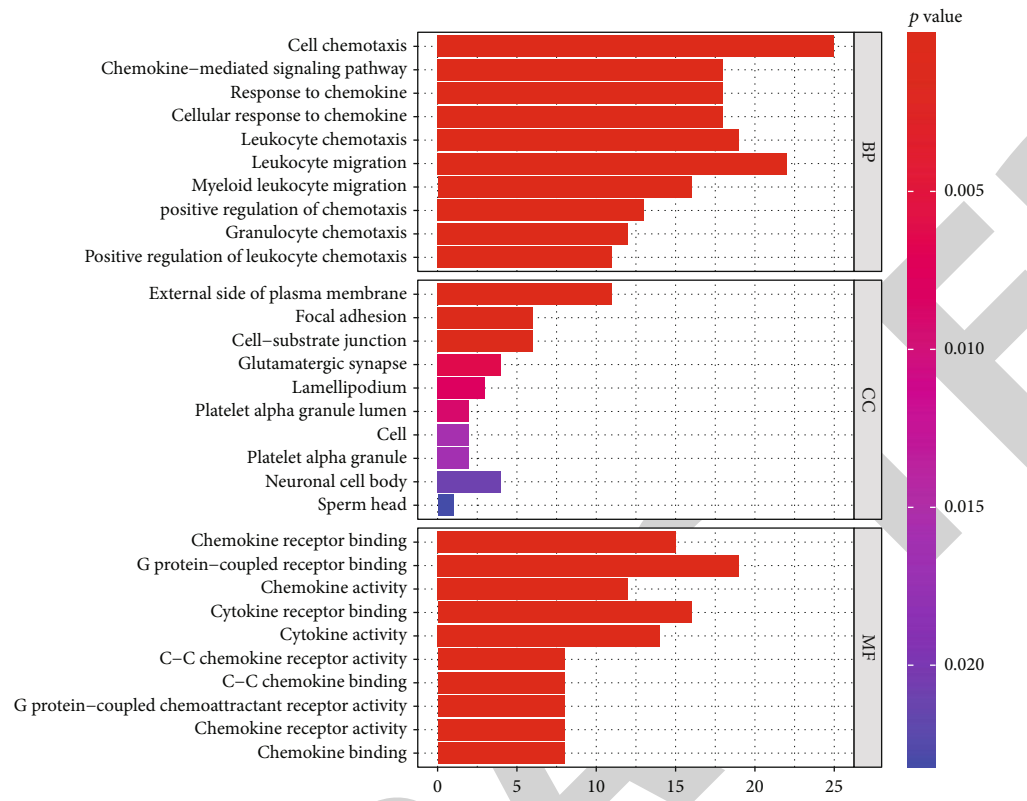 p value
Cell chemotaxis
Chemokine−mediated signaling pathway
Response to chemokine
Cellular response to chemokine
Leukocyte chemotaxis
Leukocyte migration
Myeloid leukocyte migration
positive regulation of chemotaxis
Granulocyte chemotaxis
Positive regulation of leukocyte chemotaxis
BP
External side of plasma membrane
Focal adhesion
Cell−substrate junction
Glutamatergic synapse
Lamellipodium
Platelet alpha granule lumen
Cell
Platelet alpha granule
Neuronal cell body
Sperm head
CC
Chemokine receptor binding
G protein−coupled receptor binding
Chemokine activity
Cytokine receptor binding
Cytokine activity
C−C chemokine receptor activity
C−C chemokine binding
G protein−coupled chemoattractant receptor activity
Chemokine receptor activity
Chemokine binding
MF
0 5 10 15 20 25
0.005
0.010
0.015
0.020